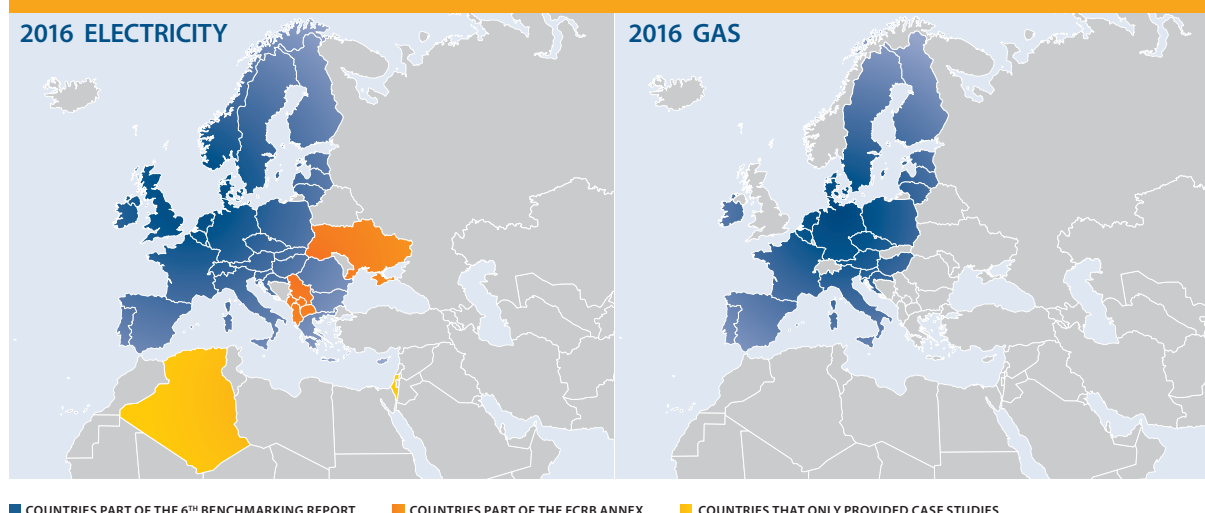 2016 ELECTRICITY
2016 GAS
COUNTRIES PART OF THE 6TH BENCHMARKING REPORT
COUNTRIES PART OF THE ECRB ANNEX
COUNTRIES THAT ONLY PROVIDED CASE STUDIES